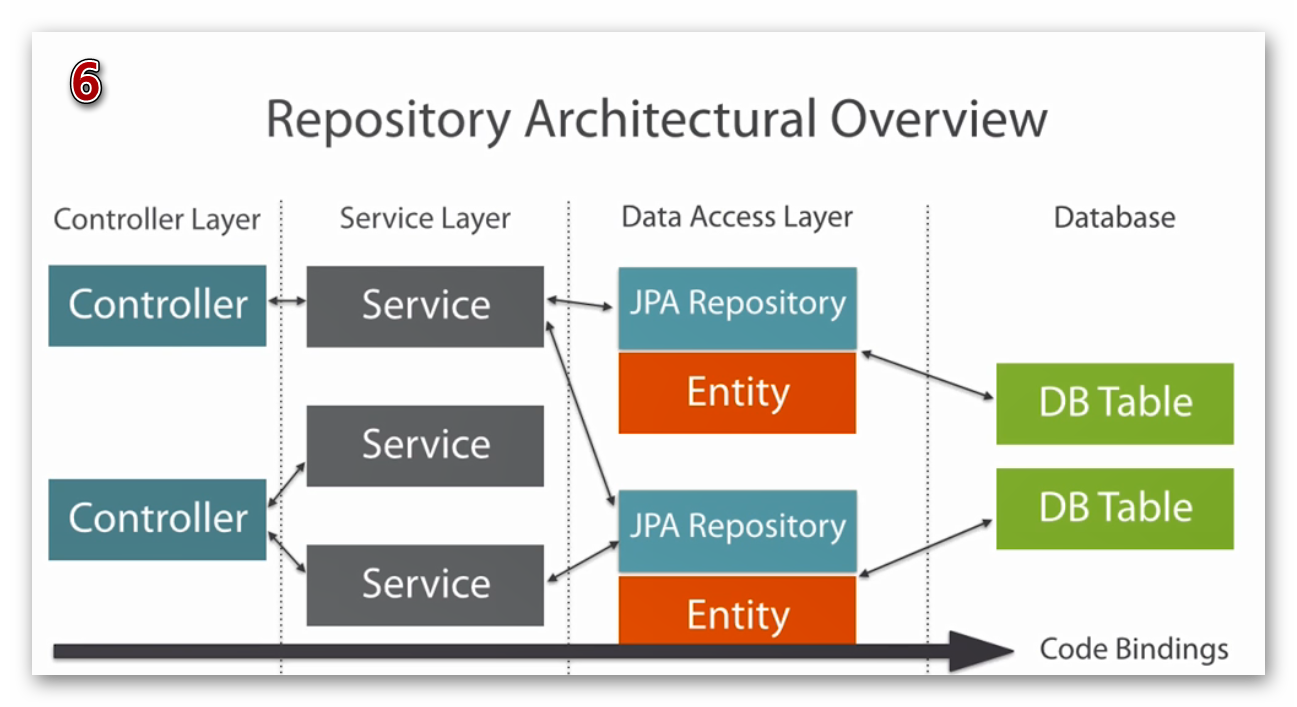 6
Repository Architectural Overview
Controller Layer
Service Layer
Data Access Layer
Database
Controller
Service
JPA Repository
Entity
DB Table
Service
Controller
JPA Repository
DB Table
Service
Entity
Code Bindings